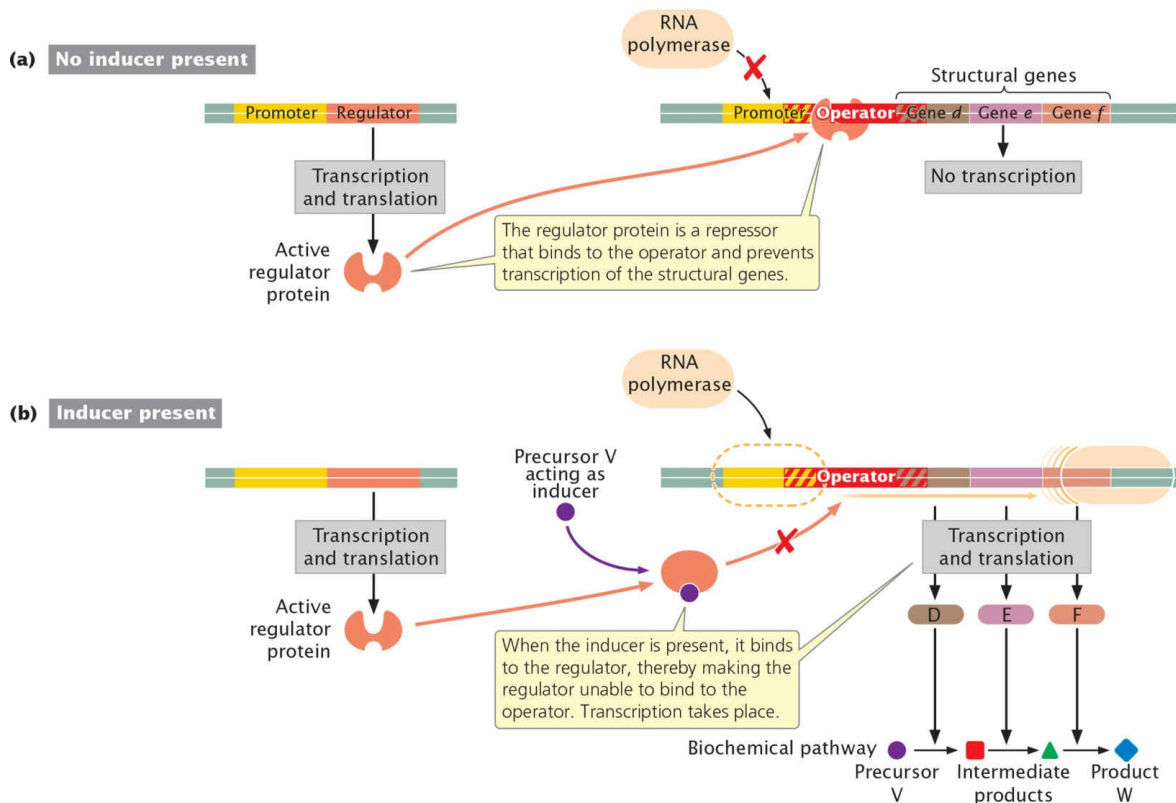 (a) No inducer present
RNA
polymerase
Structural genes
Promoter Regulator
Promoter Operator Gene d Gene e Gene f
Transcription
and translation
No transcription
Active
regulator
protein
The regulator protein is a repressor
that binds to the operator and prevents
transcription of the structural genes.
(b) Inducer present
RNA
polymerase
Precursor V
acting as
inducer
Operator
Transcription
and translation
Transcription
and translation
Active
regulator
protein
D E F
When the inducer is present, it binds
to the regulator, thereby making the
regulator unable to bind to the
operator. Transcription takes place.
Biochemical pathway
Precursor
V
Intermediate
products
Product
W